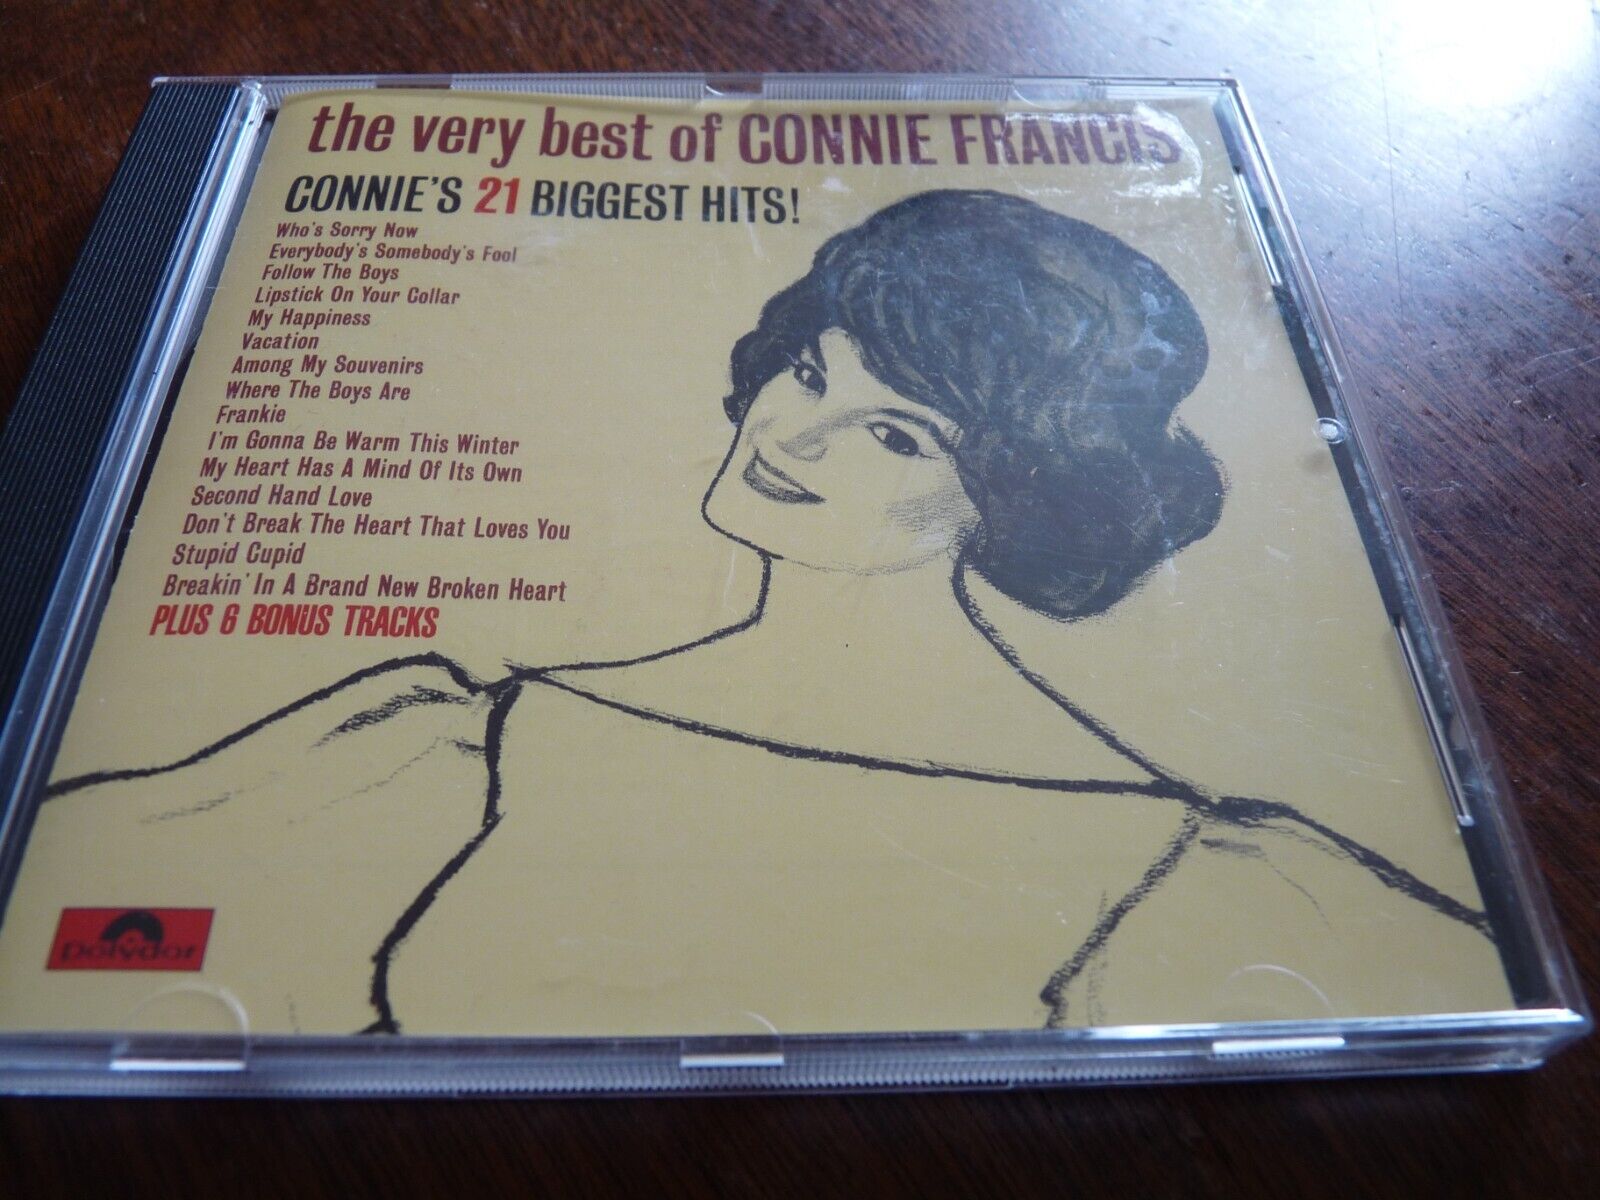 the very best of CONNIE FRANCIS
CONNIE'S 21 BIGGEST HITS!
Who's Sorry Now
Everybody's Somebody's Fool
Follow The Boys
Lipstick On Your Collar
My Happiness
Vacation
Among My Souvenirs
Where The Boys Are
Frankie
I'm Gonna Be Warm This Winter
My Heart Has A Mind Of Its Own
Second Hand Love
Don't Break The Heart That Loves You
Stupid Cupid
Breakin' In A Brand New Broken Heart
PLUS 6 BONUS TRACKS
Polydor